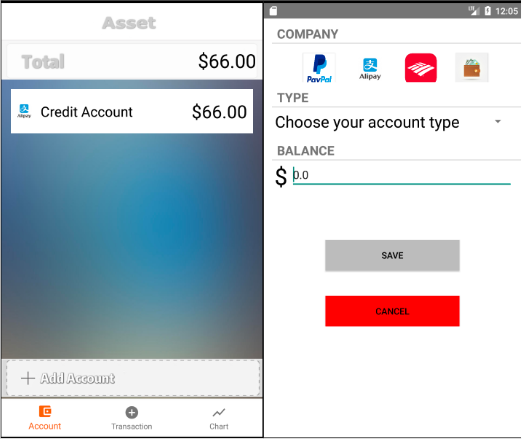 Asset
Total $66.00
Alipay Credit Account $66.00
+ Add Account
Account Transaction Chart
12:05
COMPANY
PayPal Alipay
TYPE
Choose your account type
BALANCE
$ 0.0
SAVE
CANCEL